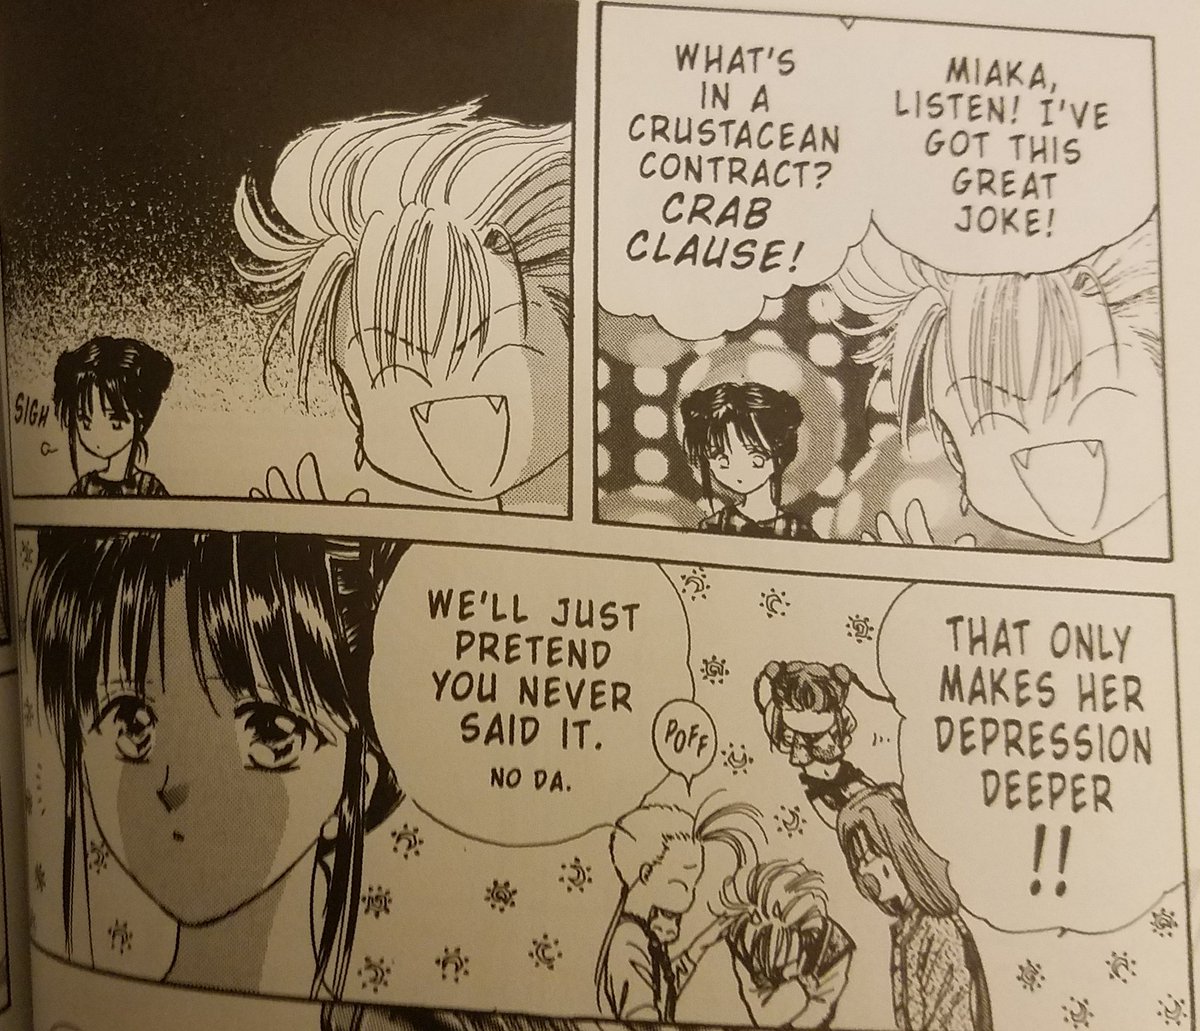 MIAKA,
LISTEN! I'VE
GOT THIS
GREAT
JOKE!
WHAT'S
IN A
CRUSTACEAN
CONTRACT?
CRAB
CLAUSE!
SIGH
THAT ONLY
MAKES HER
DEPRESSION
DEEPER
!!
POFF
WE'LL JUST
PRETEND
YOU NEVER
SAID IT.
NO DA.